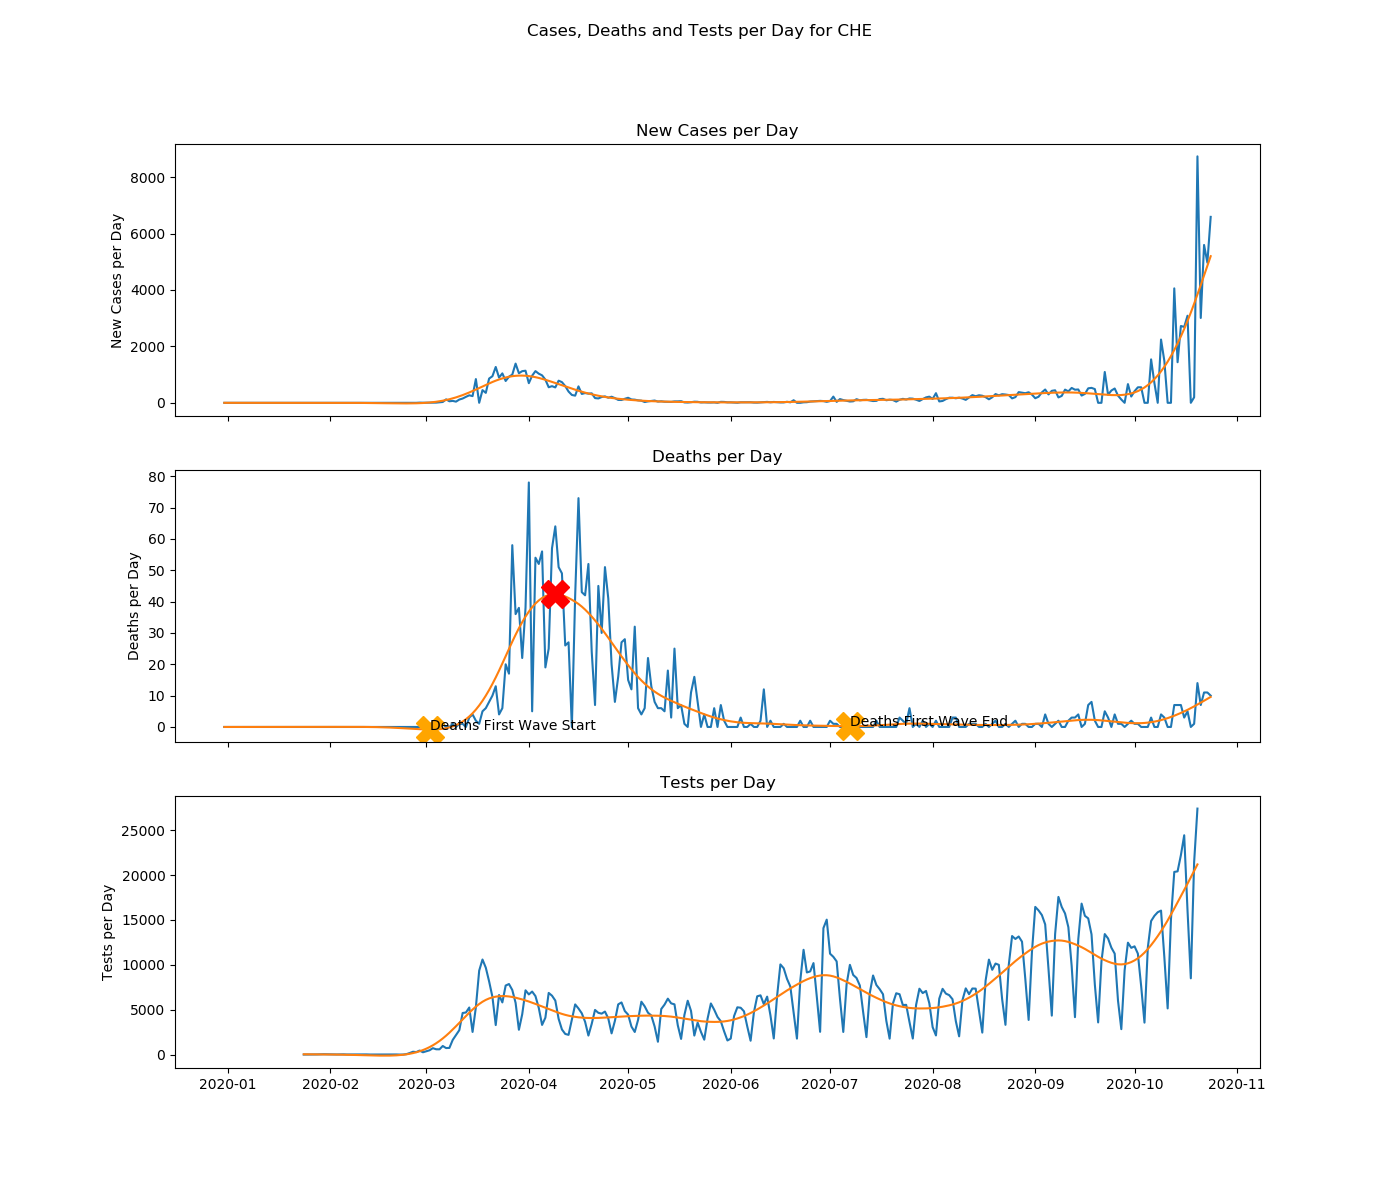 Cases, Deaths and Tests per Day for CHE
New Cases per Day
New Cases per Day
8000
6000
4000
2000
0
Deaths per Day
Deaths per Day
80
70
60
50
40
30
20
10
0
Deaths First Wave Start
Deaths First Wave End
Tests per Day
Tests per Day
25000
20000
15000
10000
5000
0
2020-01 2020-02 2020-03 2020-04 2020-05 2020-06 2020-07 2020-08 2020-09 2020-10 2020-11